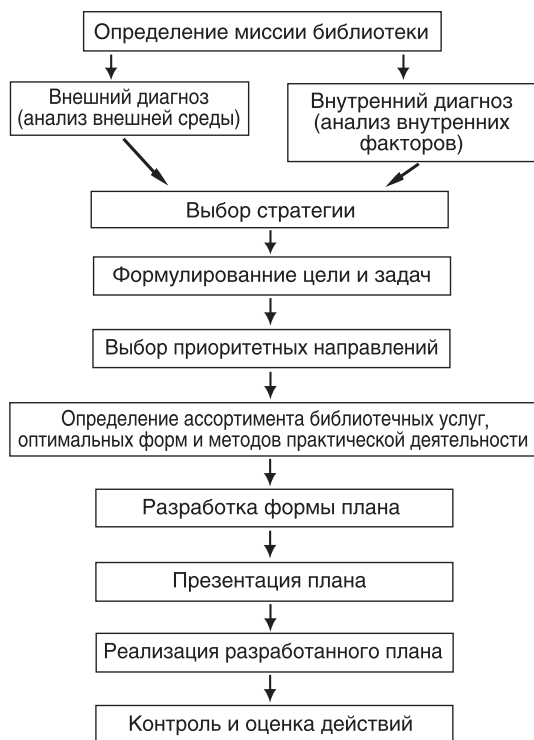 Определение миссии библиотеки
Внешний диагноз
(анализ внешней среды)
Внутренний диагноз
(анализ внутренних
факторов)
Выбор стратегии
Формулированние цели и задач
Выбор приоритетных направлений
Определение ассортимента библиотечных услуг,
оптимальных форм и методов практической деятельности
Разработка формы плана
Презентация плана
Реализация разработанного плана
Контроль и оценка действий